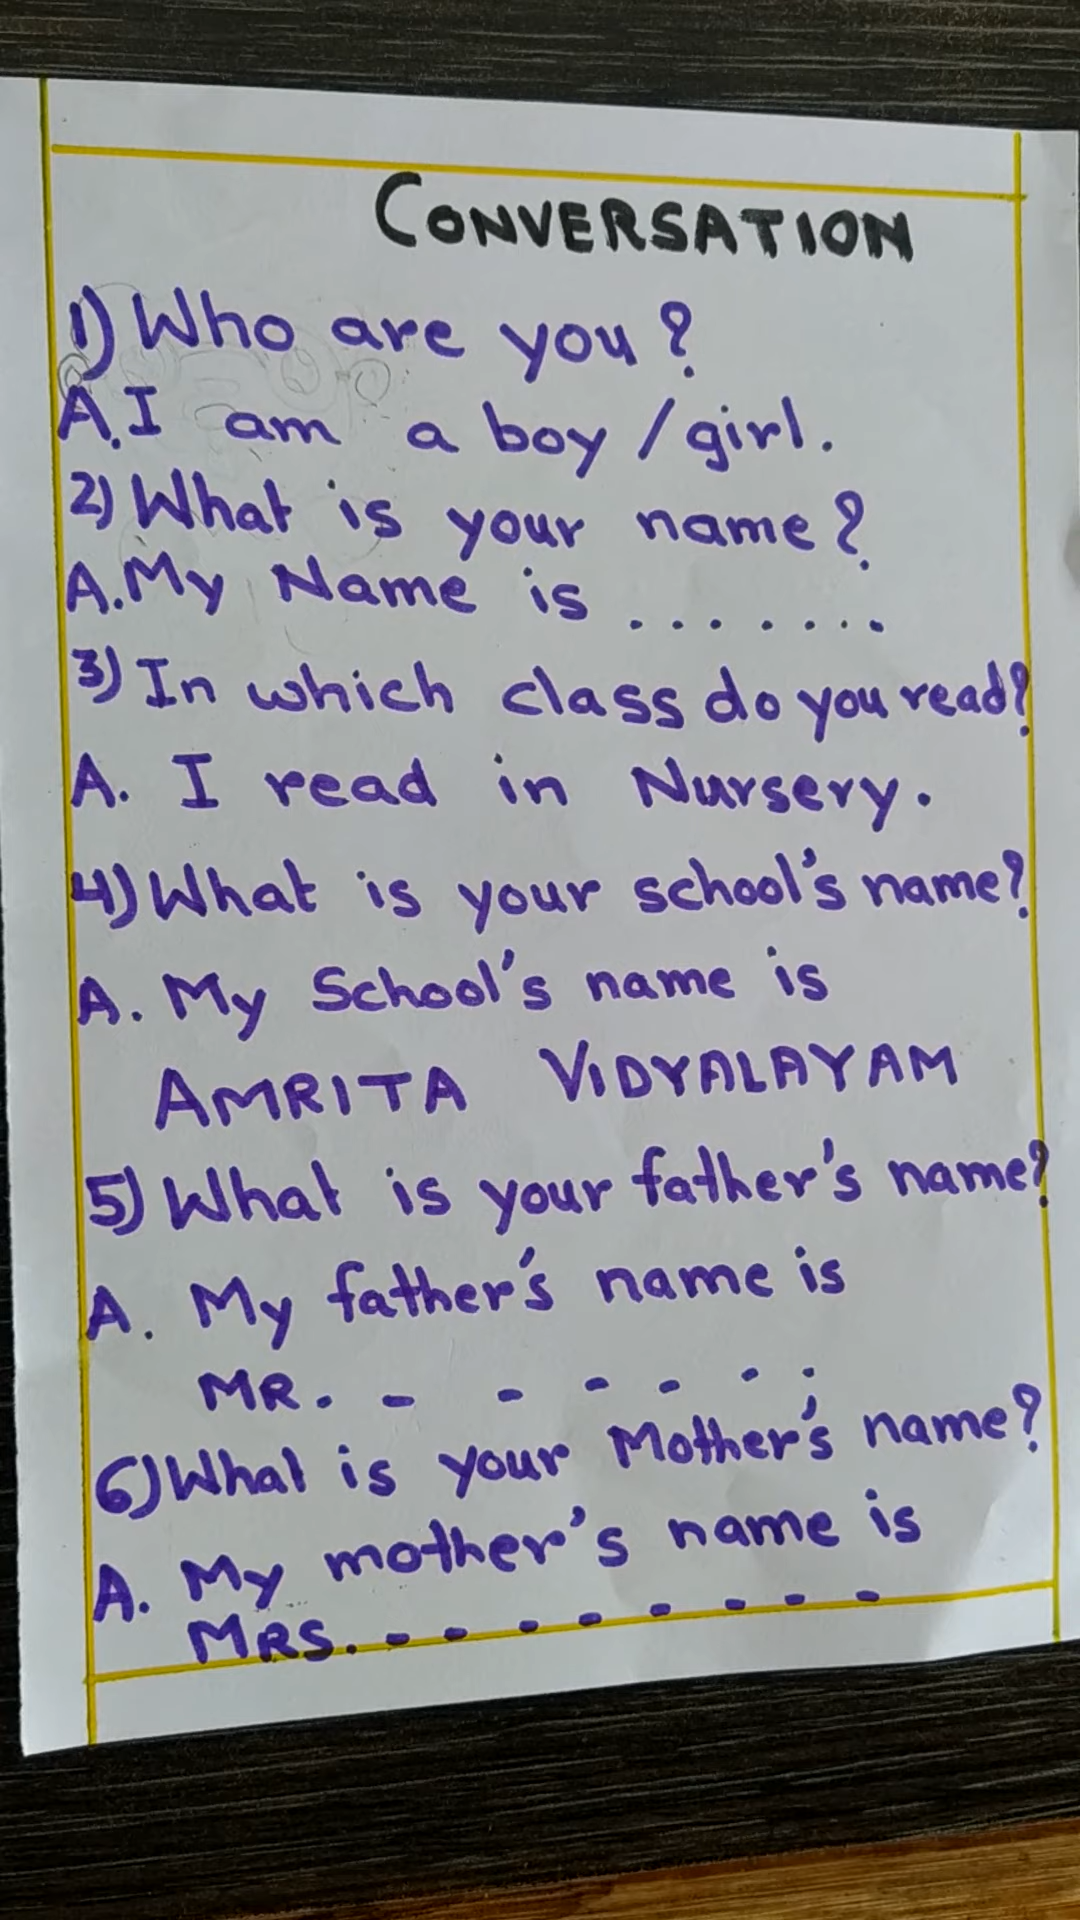 CONVERSATION
1) Who are you?
A. I am a boy / girl.
2) What is your name?
A. My Name is .......
3) In which class do you read?
A. I read in Nursery.
4) What is your school's name?
A. My School's name is
AMRITA VIDYALAYAM
5) What is your father's name?
A. My father's name is
MR. - - - - - -
6) What is your Mother's name?
A. My mother's name is
MRS. - - - - - - - -